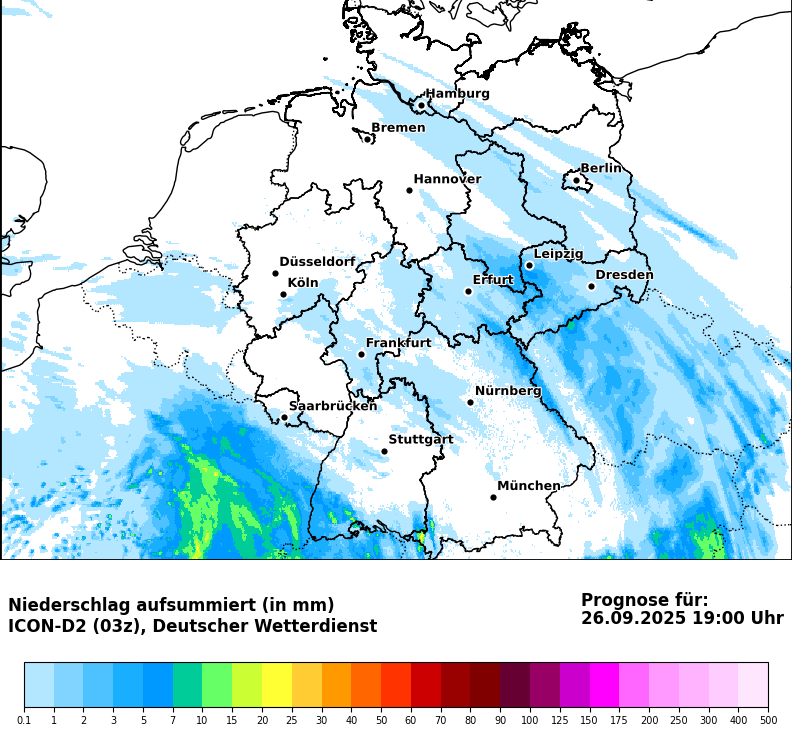 Hamburg
Bremen
Berlin
Hannover
Leipzig
Düsseldorf
Dresden
Köln
Erfurt
Frankfurt
Nürnberg
Saarbrücken
Stuttgart
München
Niederschlag aufsummiert (in mm)
ICON-D2 (03z), Deutscher Wetterdienst
Prognose für:
26.09.2025 19:00 Uhr
0.1 1 2 3 5 7 10 15 20 25 30 40 50 60 70 80 90 100 125 150 175 200 250 300 400 500